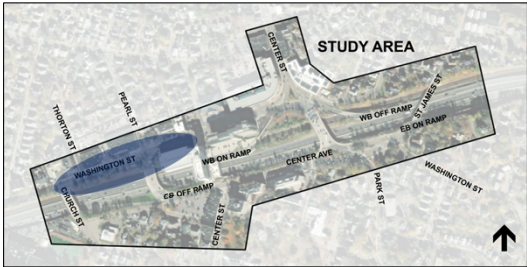 STUDY AREA
CENTER ST
THORTON ST
PEARL ST
WASHINGTON ST
CHURCH ST
WB ON RAMP
EB OFF RAMP
CENTER ST
CENTER AVE
WB OFF RAMP
ST JAMES ST
EB ON RAMP
PARK ST
WASHINGTON ST